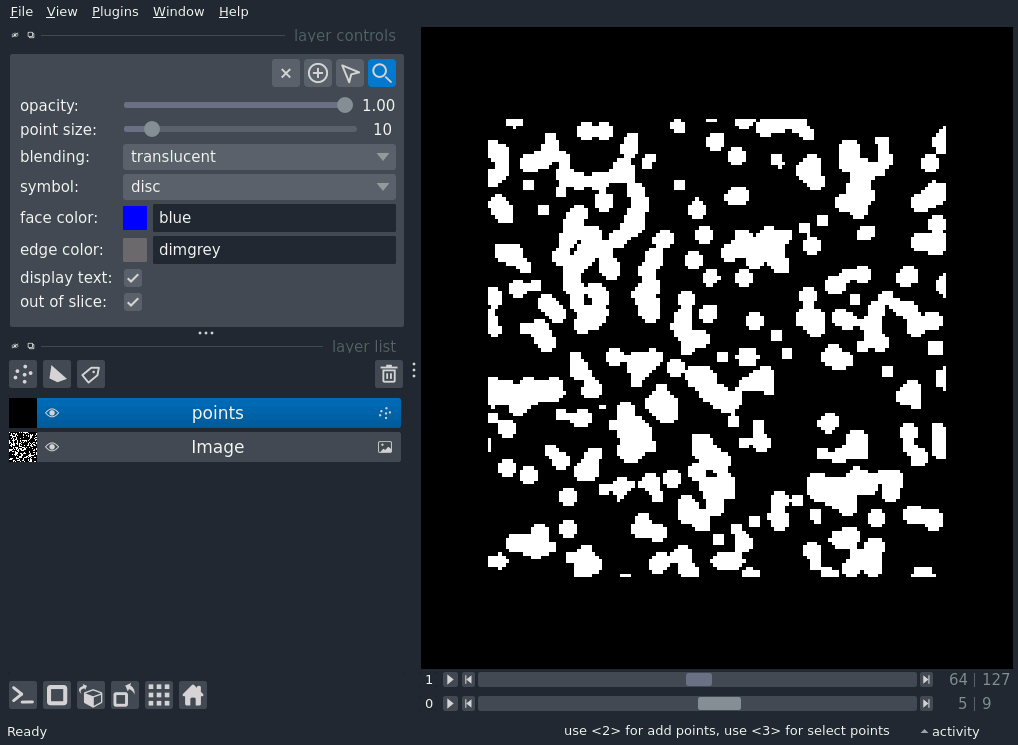 File View Plugins Window Help
layer controls
opacity: 1.00
point size: 10
blending: translucent
symbol: disc
face color: blue
edge color: dimgrey
display text:
out of slice:
layer list
points
Image
1 64 | 127
0 5 | 9
Ready use <2> for add points, use <3> for select points activity